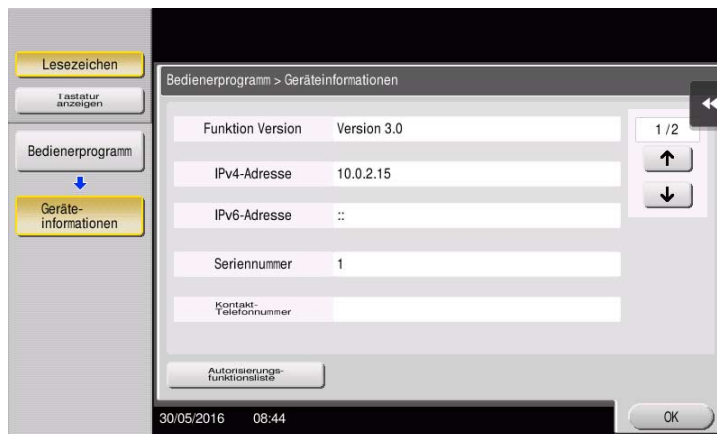 Lesezeichen
Tastatur
anzeigen
Bedienerprogramm
Geräte-
informationen
Bedienerprogramm > Geräteinformationen
Funktion Version Version 3.0
1 / 2
IPv4-Adresse 10.0.2.15
IPv6-Adresse ::
Seriennummer 1
Kontakt-
Telefonnummer
Autorisierungs-
funktionsliste
30/05/2016 08:44
OK